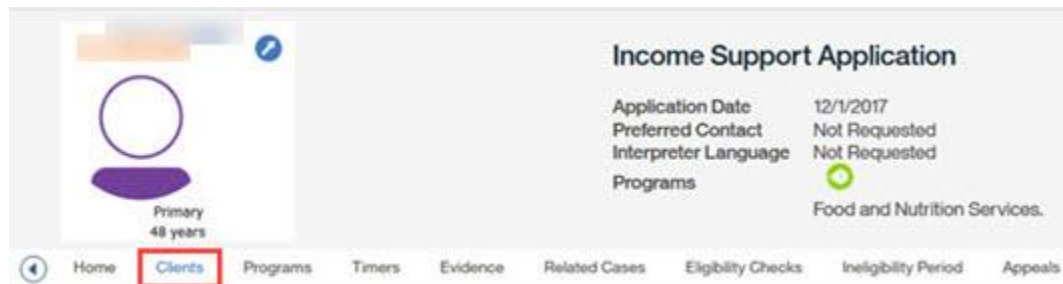 Income Support Application
Application Date 12/1/2017
Preferred Contact Not Requested
Interpreter Language Not Requested
Programs
Food and Nutrition Services.
Primary
48 years
Home Clients Programs Timers Evidence Related Cases Eligibility Checks Ineligibility Period Appeals